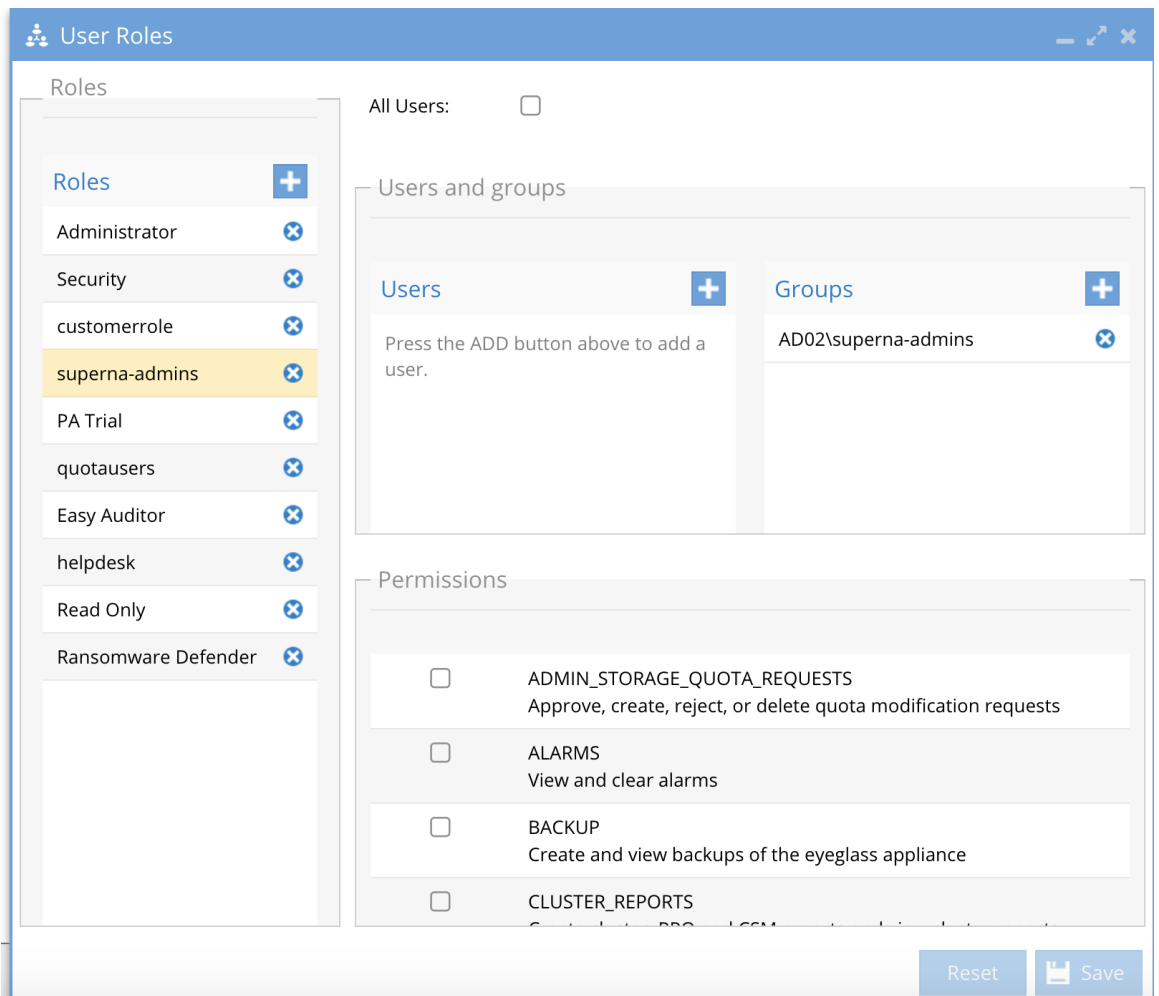 User Roles
Roles
All Users:
Roles
Administrator
Security
customerrole
superna-admins
PA Trial
quotausers
Easy Auditor
helpdesk
Read Only
Ransomware Defender
Users and groups
Users
Press the ADD button above to add a
user.
Groups
AD02\superna-admins
Permissions
ADMIN_STORAGE_QUOTA_REQUESTS
Approve, create, reject, or delete quota modification requests
ALARMS
View and clear alarms
BACKUP
Create and view backups of the eyeglass appliance
CLUSTER_REPORTS
Reset
Save